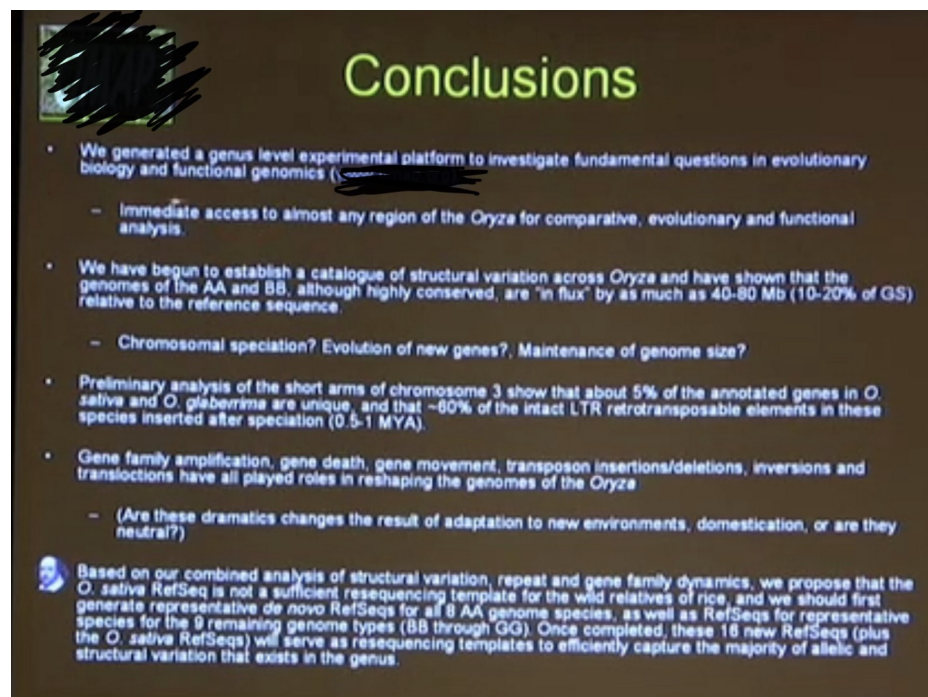 Conclusions
• We generated a genus level experimental platform to investigate fundamental questions in evolutionary
biology and functional genomics (
– Immediate access to almost any region of the Oryza for comparative, evolutionary and functional
analysis.
• We have begun to establish a catalogue of structural variation across Oryza and have shown that the
genomes of the AA and BB, although highly conserved, are "in flux" by as much as 40-80 Mb (10-20% of GS)
relative to the reference sequence.
– Chromosomal speciation? Evolution of new genes?, Maintenance of genome size?
• Preliminary analysis of the short arms of chromosome 3 show that about 5% of the annotated genes in O.
sativa and O. glaberrima are unique, and that ~60% of the intact LTR retrotransposable elements in these
species inserted after speciation (0.5-1 MYA).
• Gene family amplification, gene death, gene movement, transposon insertions/deletions, inversions and
transloctions have all played roles in reshaping the genomes of the Oryza
– (Are these dramatics changes the result of adaptation to new environments, domestication, or are they
neutral?)
Based on our combined analysis of structural variation, repeat and gene family dynamics, we propose that the
O. sativa RefSeq is not a sufficient resequencing template for the wild relatives of rice, and we should first
generate representative de novo RefSeqs for all 8 AA genome species, as well as RefSeqs for representative
species for the 9 remaining genome types (BB through GG). Once completed, these 16 new RefSeqs (plus
the O. sativa RefSeqs) will serve as resequencing templates to efficiently capture the majority of allelic and
structural variation that exists in the genus.